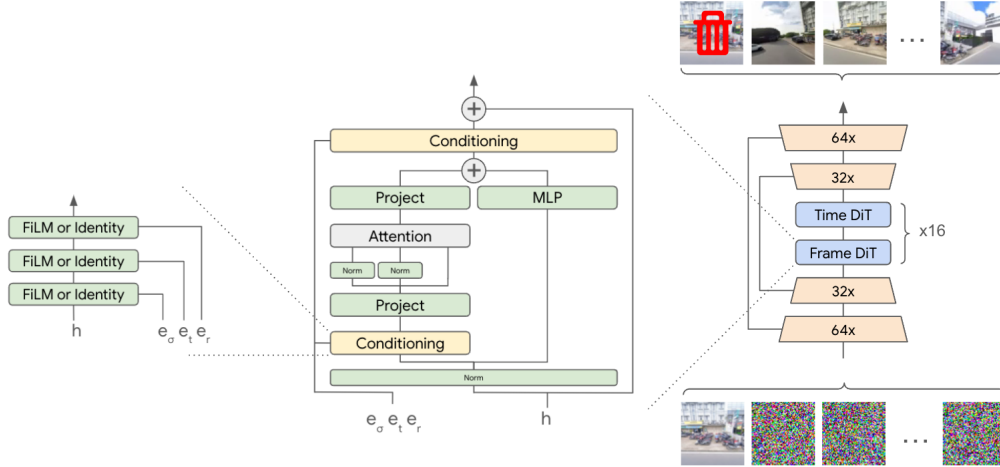 FiLM or Identity
FiLM or Identity
FiLM or Identity
h
eσ et er
Conditioning
Project
MLP
Attention
Norm
Norm
Project
Conditioning
Norm
eσ et er
h
...
64x
32x
Time DiT
Frame DiT
x16
32x
64x
...